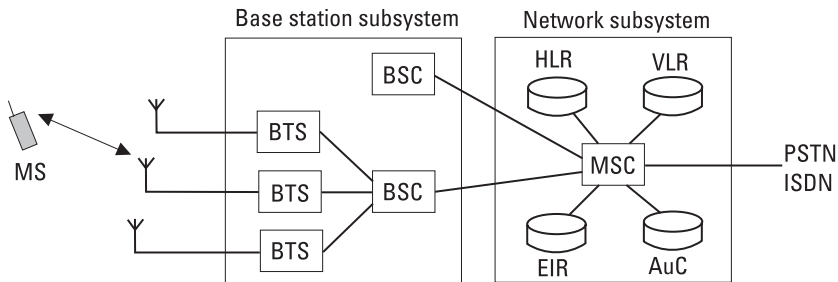 Base station subsystem
Network subsystem
HLR
VLR
BSC
BTS
MS
MSC
PSTN
ISDN
BTS
BSC
BTS
EIR
AuC